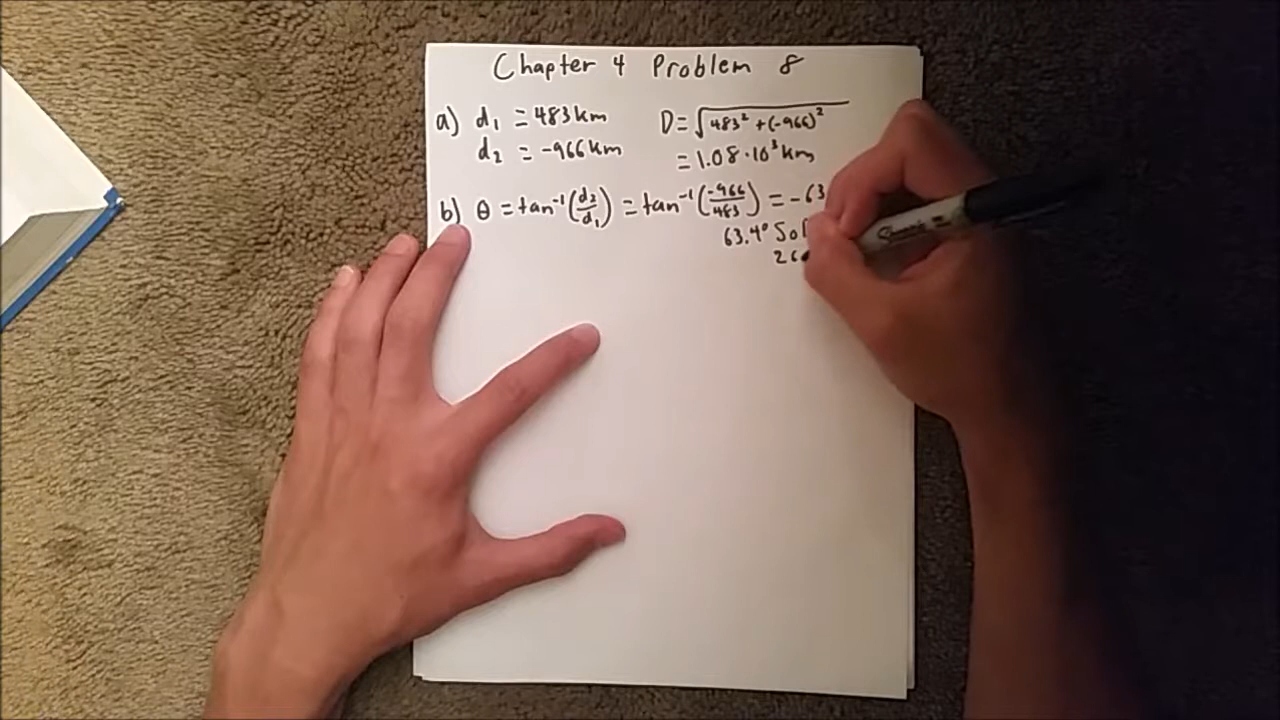 Chapter 4 Problem 8
a) d₁ = 483 km D = √483² + (-966)²
d₂ = -966 km = 1.08 · 10³ km
b) θ = tan⁻¹(d₂/d₁) = tan⁻¹(-966/483) = -63
63.4° So
26